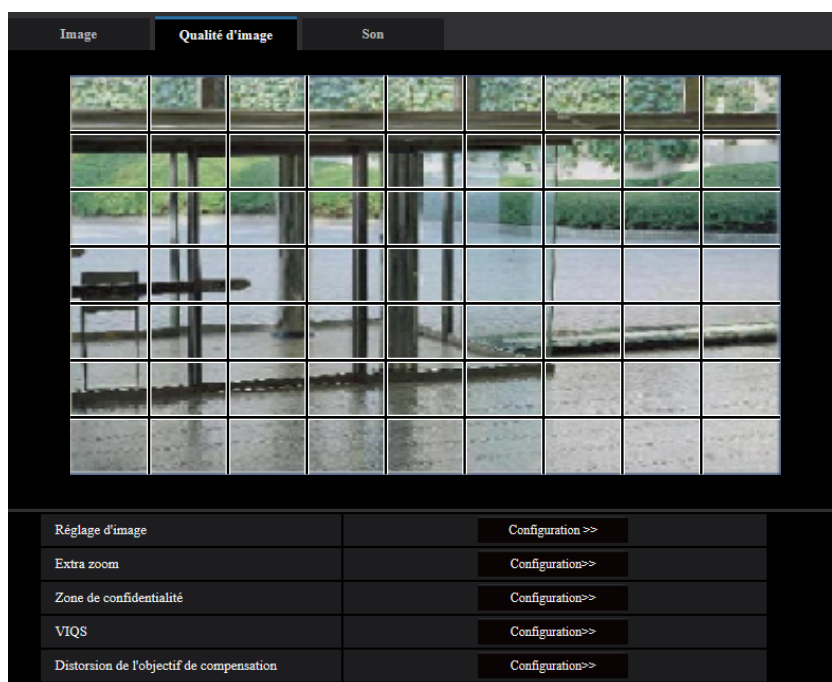 Image Qualité d'image Son
Réglage d'image Configuration >>
Extra zoom Configuration>>
Zone de confidentialité Configuration>>
VIQS Configuration>>
Distorsion de l'objectif de compensation Configuration>>